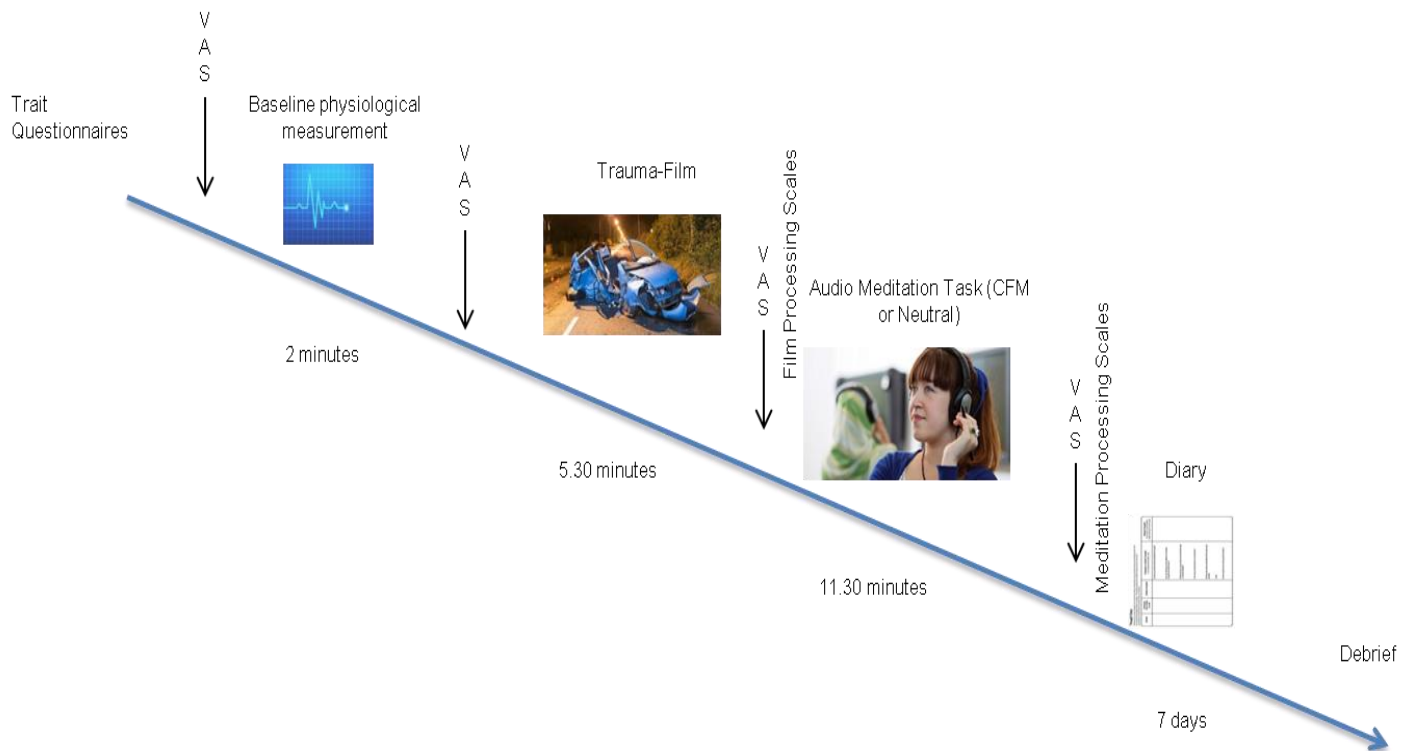 V
A
S
Trait
Questionnaires
Baseline physiological
measurement
V
A
S
Trauma-Film
2 minutes
V
A
S
Film Processing Scales
5.30 minutes
Audio Meditation Task (CFM
or Neutral)
11.30 minutes
V
A
S
Meditation Processing Scales
Diary
7 days
Debrief